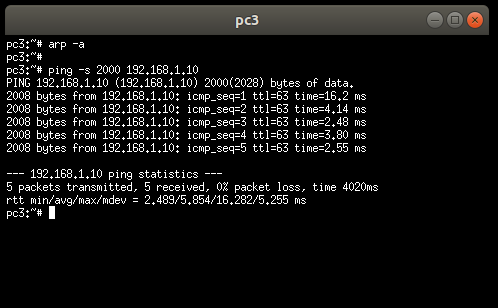 pc3
pc3:~# arp -a
pc3:~#
pc3:~# ping -s 2000 192.168.1.10
PING 192.168.1.10 (192.168.1.10) 2000(2028) bytes of data.
2008 bytes from 192.168.1.10: icmp_seq=1 ttl=63 time=16.2 ms
2008 bytes from 192.168.1.10: icmp_seq=2 ttl=63 time=4.14 ms
2008 bytes from 192.168.1.10: icmp_seq=3 ttl=63 time=2.48 ms
2008 bytes from 192.168.1.10: icmp_seq=4 ttl=63 time=3.80 ms
2008 bytes from 192.168.1.10: icmp_seq=5 ttl=63 time=2.55 ms
--- 192.168.1.10 ping statistics ---
5 packets transmitted, 5 received, 0% packet loss, time 4020ms
rtt min/avg/max/mdev = 2.489/5.854/16.282/5.255 ms
pc3:~#